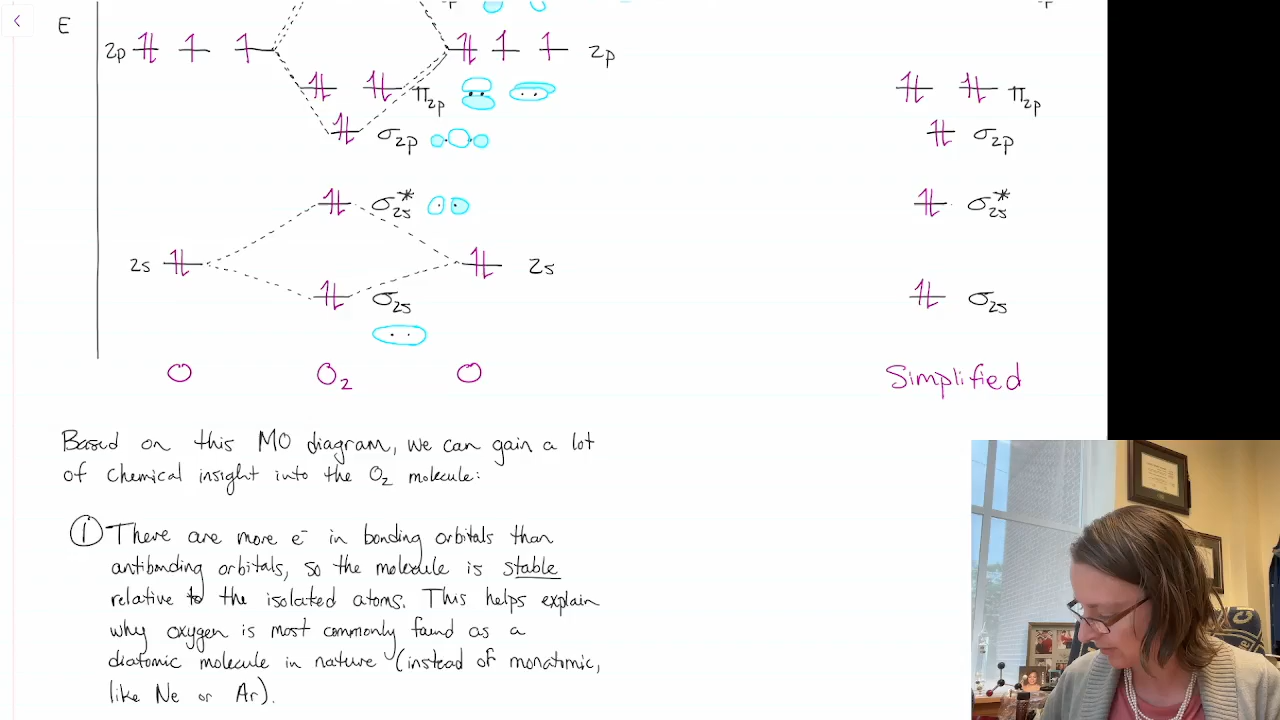 E
2p 2p
π2p π2p
σ2p σ2p
σ*2s σ*2s
2s 2s
σ2s σ2s
O O2 O Simplified
Based on this MO diagram, we can gain a lot
of chemical insight into the O2 molecule:
① There are more e⁻ in bonding orbitals than
antibonding orbitals, so the molecule is stable
relative to the isolated atoms. This helps explain
why oxygen is most commonly found as a
diatomic molecule in nature (instead of monatomic,
like Ne or Ar).